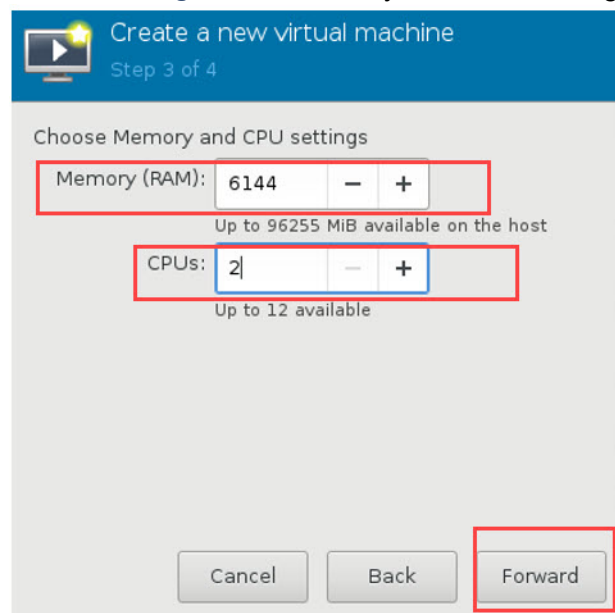 Create a new virtual machine
Step 3 of 4
Choose Memory and CPU settings
Memory (RAM): 6144 − +
Up to 96255 MiB available on the host
CPUs: 2 − +
Up to 12 available
Cancel Back Forward